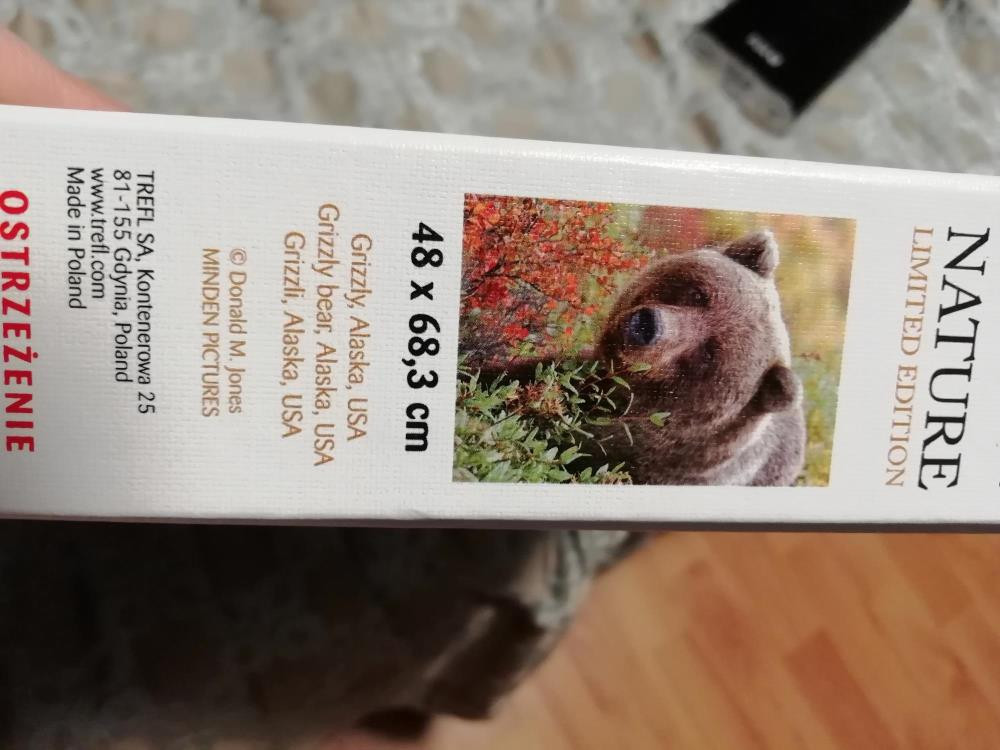 NATURE
LIMITED EDITION
48 x 68,3 cm
Grizzly, Alaska, USA
Grizzly bear, Alaska, USA
Grizzli, Alaska, USA
© Donald M. Jones
MINDEN PICTURES
TREFL SA, Kontenerowa 25
81-155 Gdynia, Poland
www.trefl.com
Made in Poland
OSTRZEŻENIE